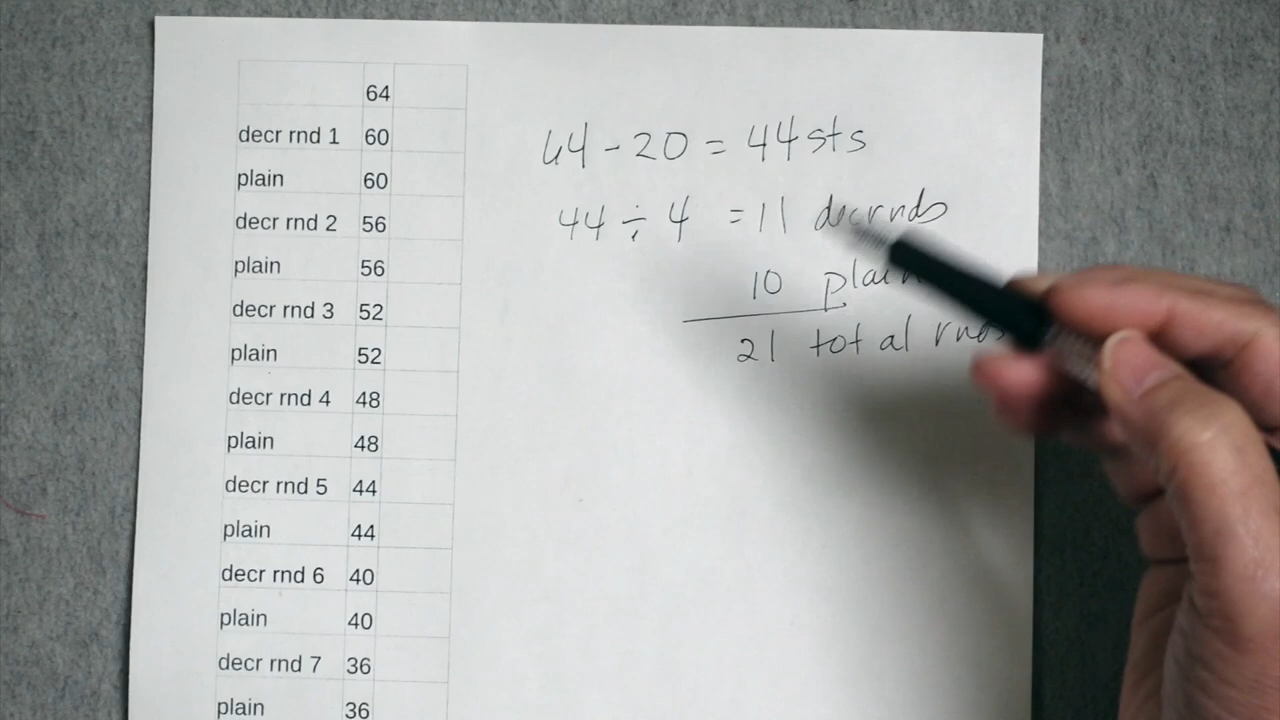 64
decr rnd 1 60
plain 60
decr rnd 2 56
plain 56
decr rnd 3 52
plain 52
decr rnd 4 48
plain 48
decr rnd 5 44
plain 44
decr rnd 6 40
plain 40
decr rnd 7 36
plain 36
64 - 20 = 44 sts
44 ÷ 4 = 11 decrnds
10 plain
21 total rnds